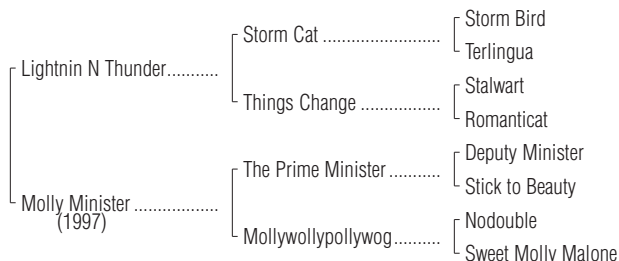 Storm Bird
Storm Cat ........................
Terlingua
Lightnin N Thunder...........
Stalwart
Things Change ................
Romanticat
Deputy Minister
The Prime Minister ...........
Stick to Beauty
Molly Minister .................
(1997)
Nodouble
Mollywollypollywog..........
Sweet Molly Malone